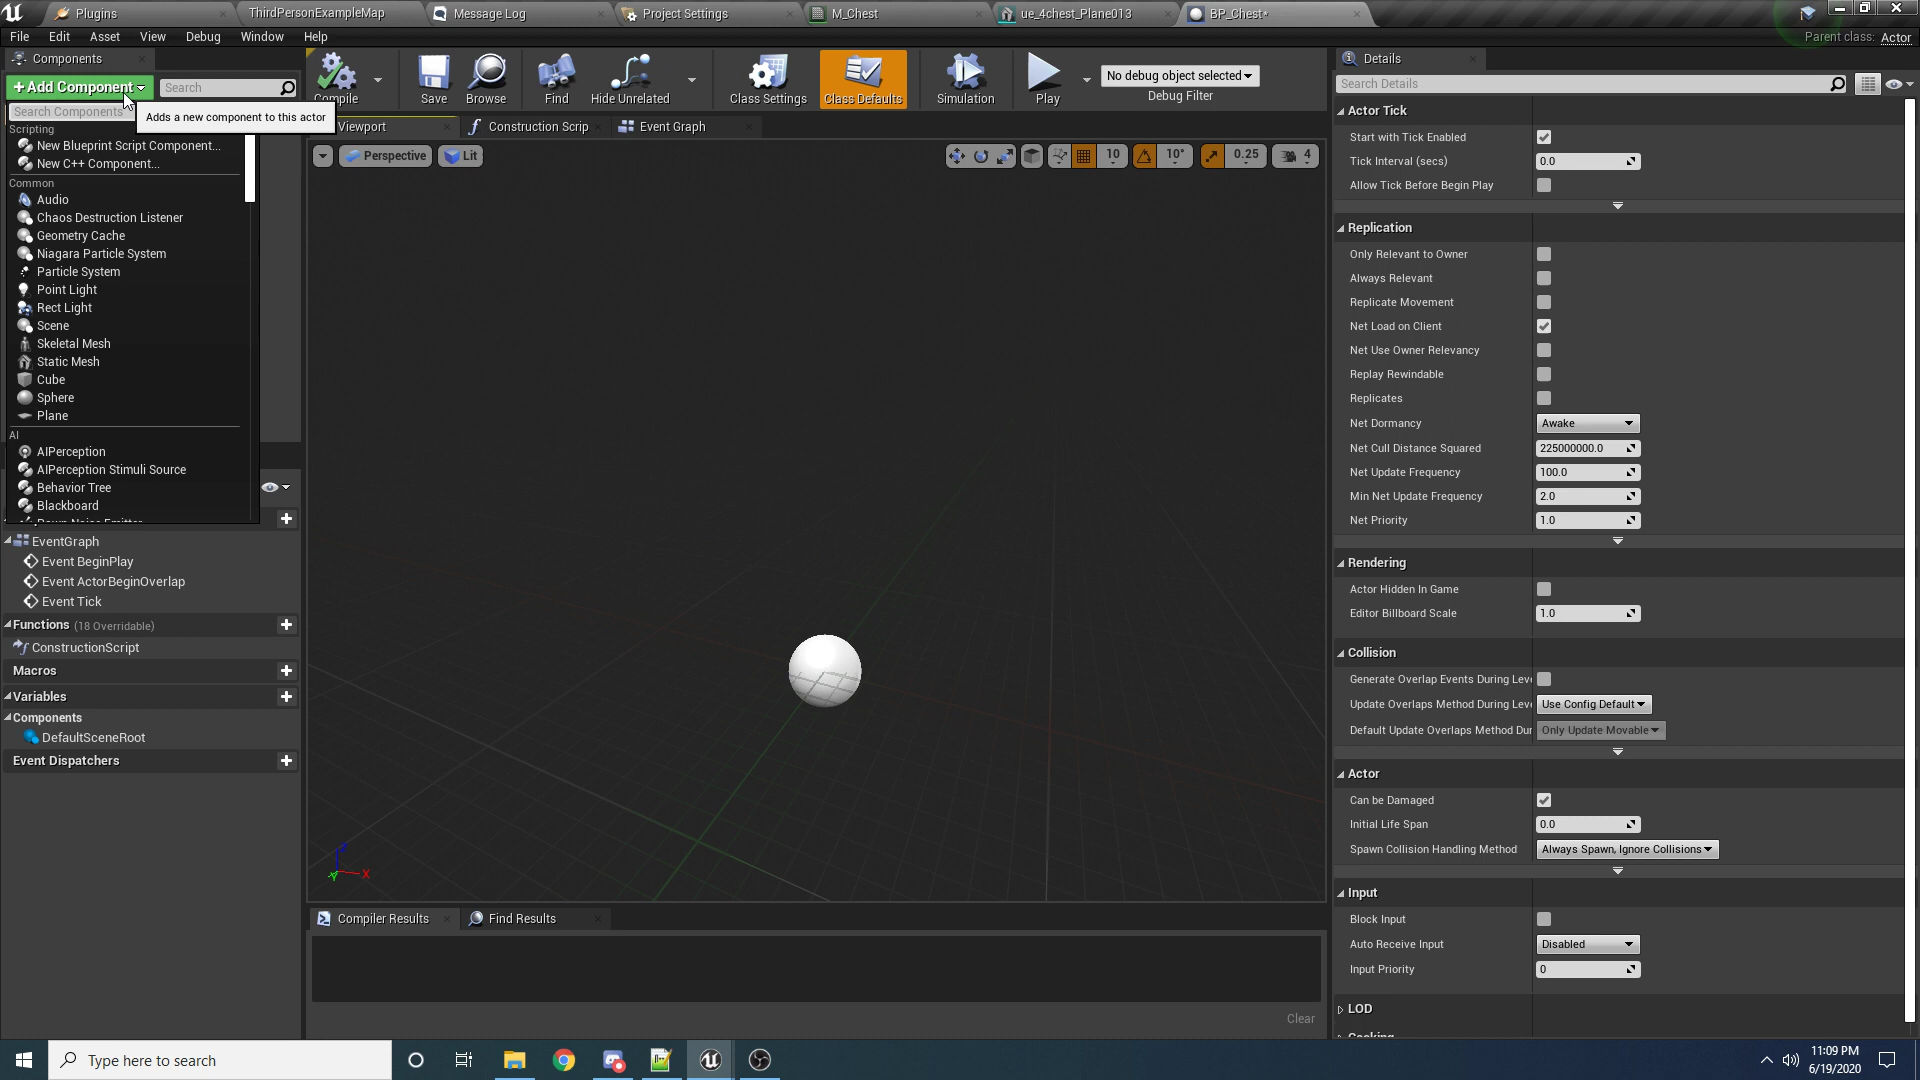 Plugins
ThirdPersonExampleMap
Message Log
Project Settings
M_Chest
ue_4chest_Plane013
BP_Chest*
File Edit Asset View Debug Window Help
Parent class: Actor
Components
+Add Component
Search
Search Components
Adds a new component to this actor
Scripting
New Blueprint Script Component...
New C++ Component...
Common
Audio
Chaos Destruction Listener
Geometry Cache
Niagara Particle System
Particle System
Point Light
Rect Light
Scene
Skeletal Mesh
Static Mesh
Cube
Sphere
Plane
AI
AIPerception
AIPerception Stimuli Source
Behavior Tree
Blackboard
Pawn Noise Emitter
EventGraph
Event BeginPlay
Event ActorBeginOverlap
Event Tick
Functions (18 Overridable)
ConstructionScript
Macros
Variables
Components
DefaultSceneRoot
Event Dispatchers
Compile
Save
Browse
Find
Hide Unrelated
Class Settings
Class Defaults
Simulation
Play
No debug object selected
Debug Filter
Viewport
Construction Scrip
Event Graph
Perspective
Lit
10
10°
0.25
4
Z
X
Y
Compiler Results
Find Results
Clear
Details
Search Details
Actor Tick
Start with Tick Enabled
Tick Interval (secs) 0.0
Allow Tick Before Begin Play
Replication
Only Relevant to Owner
Always Relevant
Replicate Movement
Net Load on Client
Net Use Owner Relevancy
Replay Rewindable
Replicates
Net Dormancy Awake
Net Cull Distance Squared 225000000.0
Net Update Frequency 100.0
Min Net Update Frequency 2.0
Net Priority 1.0
Rendering
Actor Hidden In Game
Editor Billboard Scale 1.0
Collision
Generate Overlap Events During Leve
Update Overlaps Method During Leve Use Config Default
Default Update Overlaps Method Dur Only Update Movable
Actor
Can be Damaged
Initial Life Span 0.0
Spawn Collision Handling Method Always Spawn, Ignore Collisions
Input
Block Input
Auto Receive Input Disabled
Input Priority 0
LOD
Cooking
Type here to search
11:09 PM
6/19/2020